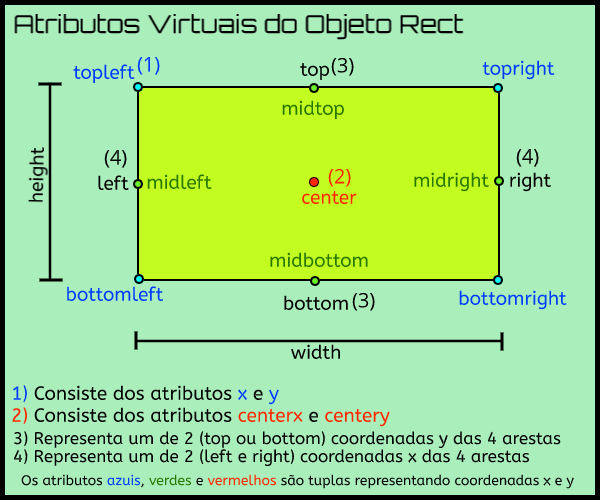 Atributos Virtuais do Objeto Rect
topleft (1)
top (3)
topright
midtop
height
(4)
left
midleft
(2)
center
midright
(4)
right
midbottom
bottomleft
bottom (3)
bottomright
width
1) Consiste dos atributos x e y
2) Consiste dos atributos centerx e centery
3) Representa um de 2 (top ou bottom) coordenadas y das 4 arestas
4) Representa um de 2 (left e right) coordenadas x das 4 arestas
Os atributos azuis, verdes e vermelhos são tuplas representando coordenadas x e y